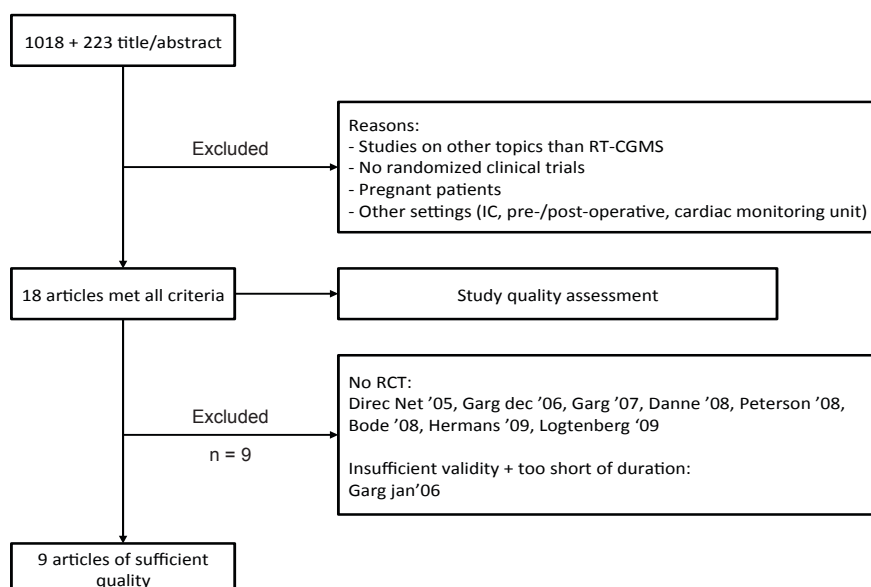 1018 + 223 title/abstract
Excluded
Reasons:
- Studies on other topics than RT-CGMS
- No randomized clinical trials
- Pregnant patients
- Other settings (IC, pre-/post-operative, cardiac monitoring unit)
18 articles met all criteria
Study quality assessment
Excluded
n = 9
No RCT:
Direc Net ’05, Garg dec ’06, Garg ’07, Danne ’08, Peterson ’08,
Bode ’08, Hermans ’09, Logtenberg ‘09
Insufficient validity + too short of duration:
Garg jan’06
9 articles of sufficient
quality